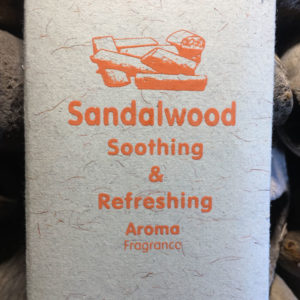 Sandalwood
Soothing
&
Refreshing
Aroma
Fragrance